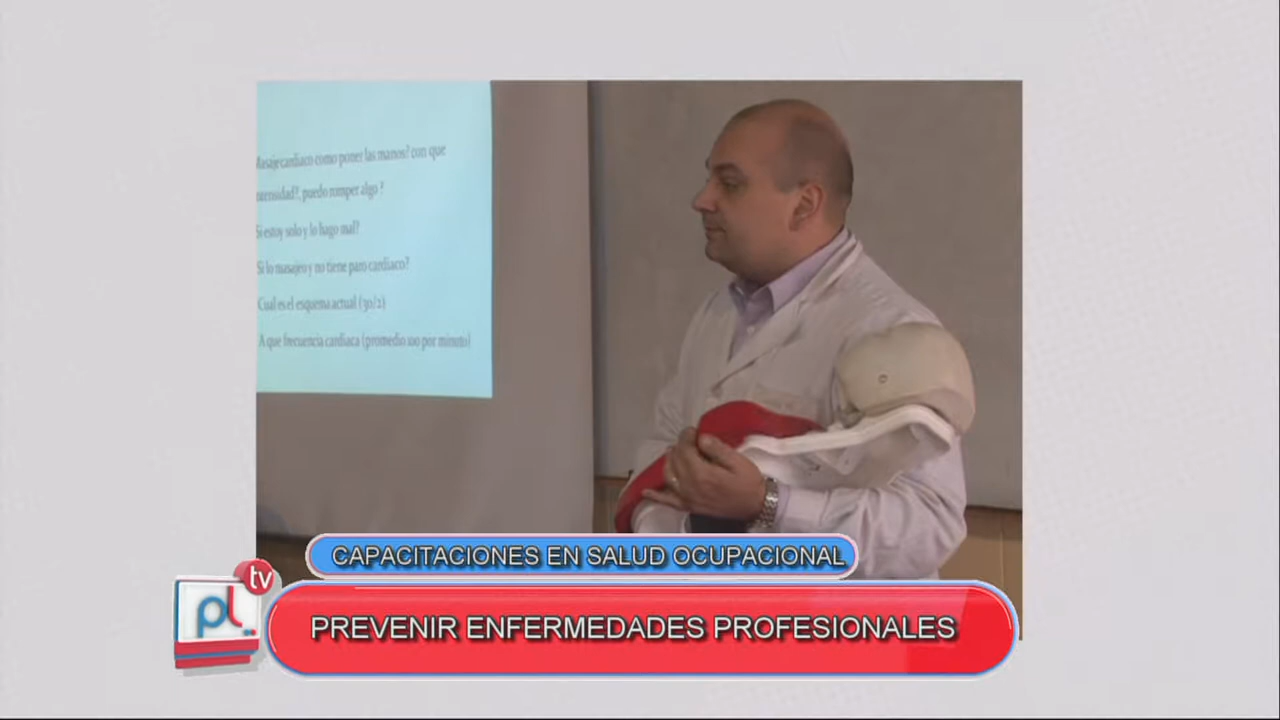 Masaje cardiaco como poner las manos? con que
intensidad?, puedo romper algo ?
Si estoy solo y lo hago mal?
Si lo masajeo y no tiene paro cardiaco?
Cual es el esquema actual (30/2)
A que frecuencia cardiaca (promedio 100 por minuto)
CAPACITACIONES EN SALUD OCUPACIONAL
tv
pl
PREVENIR ENFERMEDADES PROFESIONALES